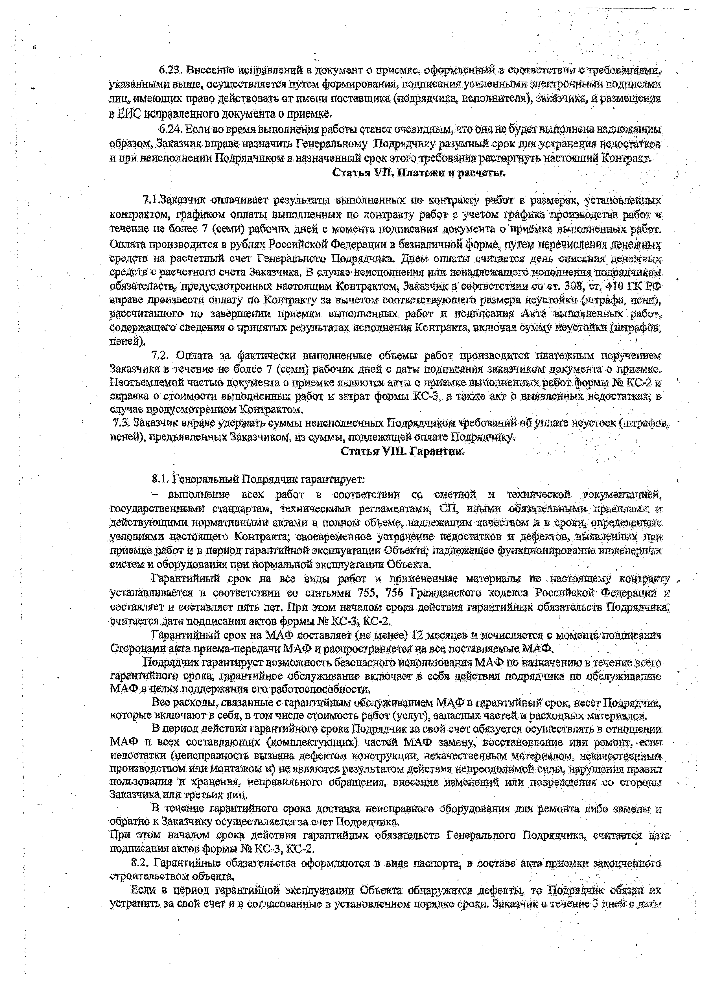 6.23. Внесение исправлений в документ о приемке, оформленный в соответствии с требованиями,
указанными выше, осуществляется путем формирования, подписания усиленными электронными подписями
лиц, имеющих право действовать от имени поставщика (подрядчика, исполнителя), заказчика, и размещения
в ЕИС исправленного документа о приемке.
6.24. Если во время выполнения работы станет очевидным, что она не будет выполнена надлежащим
образом, Заказчик вправе назначить Генеральному Подрядчику разумный срок для устранения недостатков
и при неисполнении Подрядчиком в назначенный срок этого требования расторгнуть настоящий Контракт.
Статья VII. Платежи и расчеты.
7.1.Заказчик оплачивает результаты выполненных по контракту работ в размерах, установленных
контрактом, графиком оплаты выполненных по контракту работ с учетом графика производства работ в
течение не более 7 (семи) рабочих дней с момента подписания документа о приёмке выполненных работ.
Оплата производится в рублях Российской Федерации в безналичной форме, путем перечисления денежных
средств на расчетный счет Генерального Подрядчика. Днем оплаты считается день списания денежных
средств с расчетного счета Заказчика. В случае неисполнения или ненадлежащего исполнения подрядчиком
обязательств, предусмотренных настоящим Контрактом, Заказчик в соответствии со ст. 308, ст. 410 ГК РФ
вправе произвести оплату по Контракту за вычетом соответствующего размера неустойки (штрафа, пени),
рассчитанного по завершении приемки выполненных работ и подписания Акта выполненных работ,
содержащего сведения о принятых результатах исполнения Контракта, включая сумму неустойки (штрафов,
пеней).
7.2. Оплата за фактически выполненные объемы работ производится платежным поручением
Заказчика в течение не более 7 (семи) рабочих дней с даты подписания заказчиком документа о приемке.
Неотъемлемой частью документа о приемке являются акты о приемке выполненных работ формы № КС-2 и
справка о стоимости выполненных работ и затрат формы КС-3, а также акт о выявленных недостатках, в
случае предусмотренном Контрактом.
7.3. Заказчик вправе удержать суммы неисполненных Подрядчиком требований об уплате неустоек (штрафов,
пеней), предъявленных Заказчиком, из суммы, подлежащей оплате Подрядчику.
Статья VIII. Гарантии.
8.1. Генеральный Подрядчик гарантирует:
– выполнение всех работ в соответствии со сметной и технической документацией,
государственными стандартам, техническими регламентами, СП, иными обязательными правилами и
действующими нормативными актами в полном объеме, надлежащим качеством и в сроки, определенные
условиями настоящего Контракта; своевременное устранение недостатков и дефектов, выявленных при
приемке работ и в период гарантийной эксплуатации Объекта; надлежащее функционирование инженерных
систем и оборудования при нормальной эксплуатации Объекта.
Гарантийный срок на все виды работ и примененные материалы по настоящему контракту
устанавливается в соответствии со статьями 755, 756 Гражданского кодекса Российской Федерации и
составляет и составляет пять лет. При этом началом срока действия гарантийных обязательств Подрядчика,
считается дата подписания актов формы № КС-3, КС-2.
Гарантийный срок на МАФ составляет (не менее) 12 месяцев и исчисляется с момента подписания
Сторонами акта приема-передачи МАФ и распространяется на все поставляемые МАФ.
Подрядчик гарантирует возможность безопасного использования МАФ по назначению в течение всего
гарантийного срока, гарантийное обслуживание включает в себя действия подрядчика по обслуживанию
МАФ в целях поддержания его работоспособности.
Все расходы, связанные с гарантийным обслуживанием МАФ в гарантийный срок, несет Подрядчик,
которые включают в себя, в том числе стоимость работ (услуг), запасных частей и расходных материалов.
В период действия гарантийного срока Подрядчик за свой счет обязуется осуществлять в отношении
МАФ и всех составляющих (комплектующих) частей МАФ замену, восстановление или ремонт, если
недостатки (неисправность вызвана дефектом конструкции, некачественным материалом, некачественным
производством или монтажом и) не являются результатом действия непреодолимой силы, нарушения правил
пользования и хранения, неправильного обращения, внесения изменений или повреждения со стороны
Заказчика или третьих лиц.
В течение гарантийного срока доставка неисправного оборудования для ремонта либо замены и
обратно к Заказчику осуществляется за счет Подрядчика.
При этом началом срока действия гарантийных обязательств Генерального Подрядчика, считается дата
подписания актов формы № КС-3, КС-2.
8.2. Гарантийные обязательства оформляются в виде паспорта, в составе акта приемки законченного
строительством объекта.
Если в период гарантийной эксплуатации Объекта обнаружатся дефекты, то Подрядчик обязан их
устранить за свой счет и в согласованные в установленном порядке сроки. Заказчик в течение 3 дней с даты